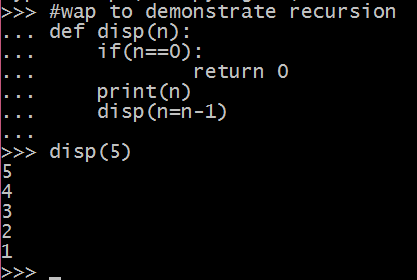 >>> #wap to demonstrate recursion
... def disp(n):
...     if(n==0):
...             return 0
...     print(n)
...     disp(n=n-1)
...
>>> disp(5)
5
4
3
2
1
>>> _